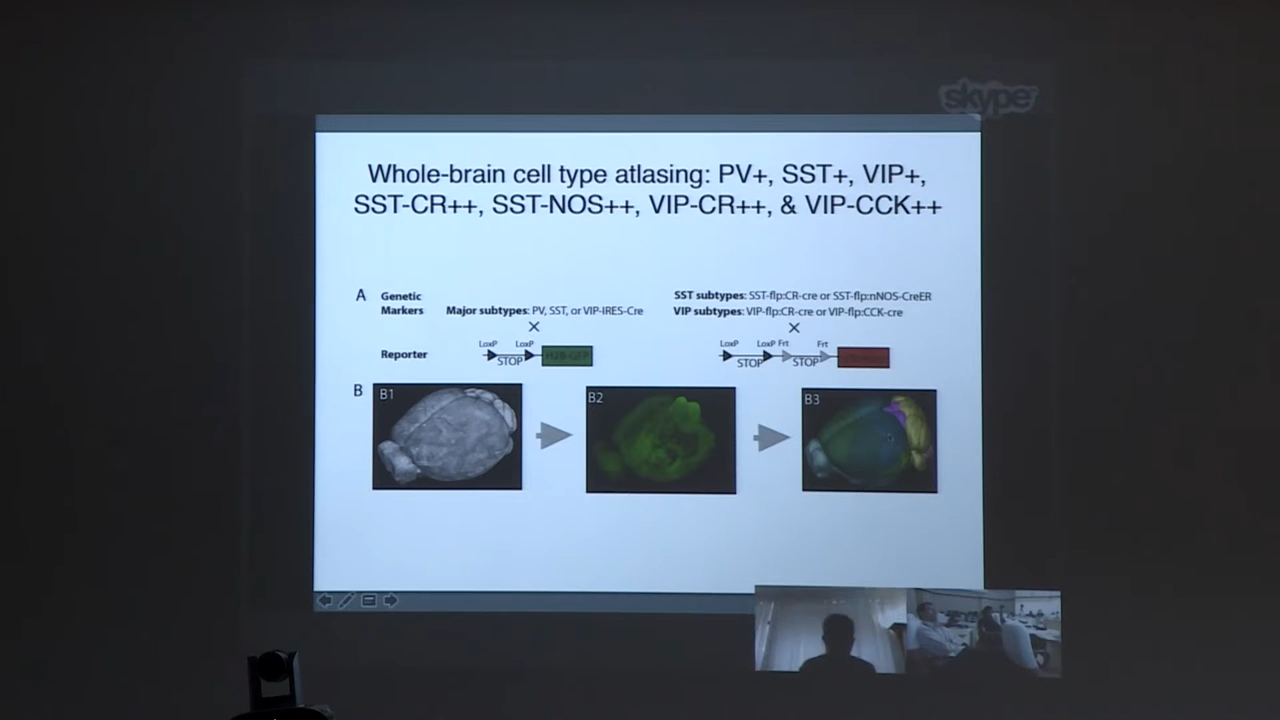 skype
Whole-brain cell type atlasing: PV+, SST+, VIP+,
SST-CR++, SST-NOS++, VIP-CR++, & VIP-CCK++
A
Genetic
Markers
Major subtypes: PV, SST, or VIP-IRES-Cre
SST subtypes: SST-flp:CR-cre or SST-flp:nNOS-CreER
VIP subtypes: VIP-flp:CR-cre or VIP-flp:CCK-cre
X
X
Reporter
LoxP LoxP
STOP
H2B-GFP
LoxP LoxP Frt Frt
STOP STOP
B
B1
B2
B3